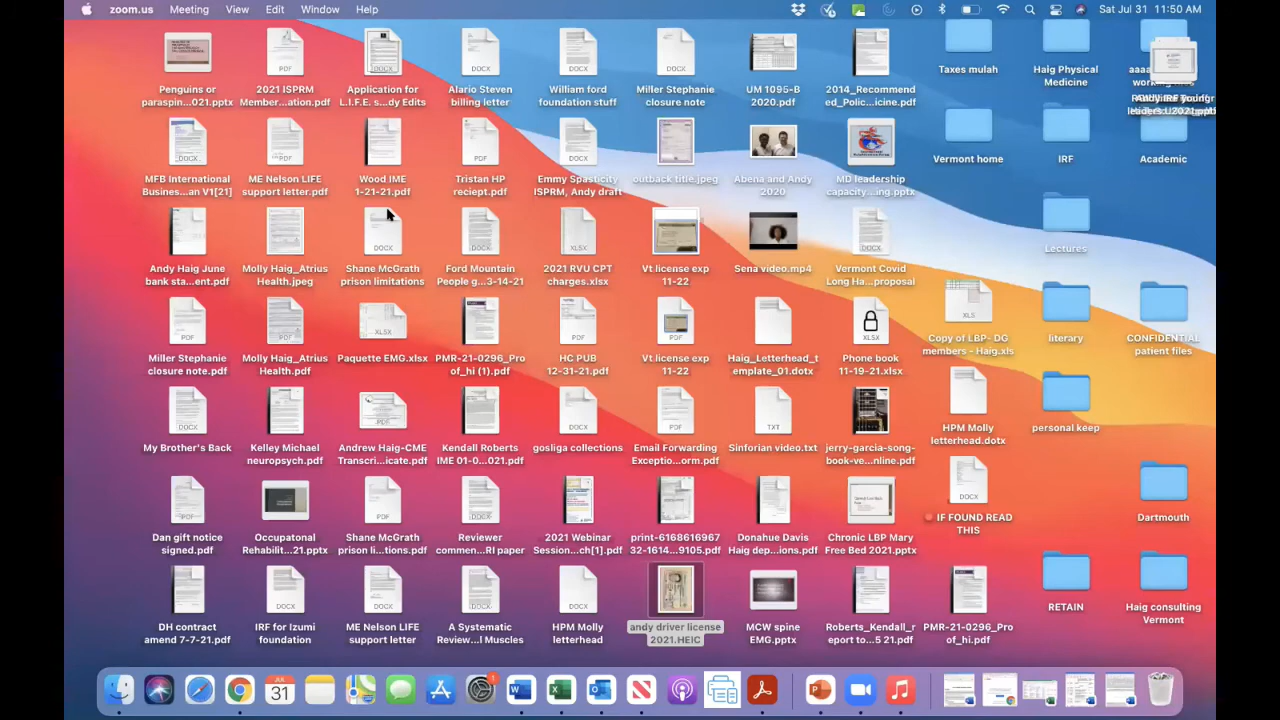 zoom.us Meeting View Edit Window Help Sat Jul 31 11:50 AM
Penguins or
paraspin...021.pptx
2021 ISPRM
Member...ation.pdf
Application for
L.I.F.E. s...dy Edits
Alario Steven
billing letter
William ford
foundation stuff
Miller Stephanie
closure note
UM 1095-B
2020.pdf
2014_Recommend
ed_Polic...icine.pdf
Taxes mulah
Haig Physical
Medicine
MFB International
Busines...an V1[21]
ME Nelson LIFE
support letter.pdf
Wood IME
1-21-21.pdf
Tristan HP
reciept.pdf
Emmy Spasticity
ISPRM, Andy draft
outback title.jpeg
Abena and Andy
2020
MD leadership
capacity...ing.pptx
Vermont home
IRF
Academic
Andy Haig June
bank sta...ent.pdf
Molly Haig_Atrius
Health.jpeg
Shane McGrath
prison limitations
Ford Mountain
People g...3-14-21
2021 RVU CPT
charges.xlsx
Vt license exp
11-22
Sena video.mp4
Vermont Covid
Long Ha...proposal
Lectures
Miller Stephanie
closure note.pdf
Molly Haig_Atrius
Health.pdf
Paquette EMG.xlsx
PMR-21-0296_Pro
of_hi (1).pdf
HC PUB
12-31-21.pdf
Vt license exp
11-22
Haig_Letterhead_t
emplate_01.dotx
Phone book
11-19-21.xlsx
Copy of LBP- DG
members - Haig.xls
literary
CONFIDENTIAL
patient files
My Brother's Back
Kelley Michael
neuropsych.pdf
Andrew Haig-CME
Transcri...icate.pdf
Kendall Roberts
IME 01-0...021.pdf
gosliga collections
Email Forwarding
Exceptio...orm.pdf
Sinforian video.txt
jerry-garcia-song-
book-ve...nline.pdf
HPM Molly
letterhead.dotx
personal keep
Dan gift notice
signed.pdf
Occupatonal
Rehabilit...21.pptx
Shane McGrath
prison li...tions.pdf
Reviewer
commen...RI paper
2021 Webinar
Session...ch[1].pdf
print-6168616967
32-1614...9105.pdf
Donahue Davis
Haig dep...ions.pdf
Chronic LBP Mary
Free Bed 2021.pptx
IF FOUND READ
THIS
Dartmouth
DH contract
amend 7-7-21.pdf
IRF for Izumi
foundation
ME Nelson LIFE
support letter
A Systematic
Review...l Muscles
HPM Molly
letterhead
andy driver license
2021.HEIC
MCW spine
EMG.pptx
Roberts_Kendall_r
eport to...5 21.pdf
PMR-21-0296_Pro
of_hi.pdf
RETAIN
Haig consulting
Vermont